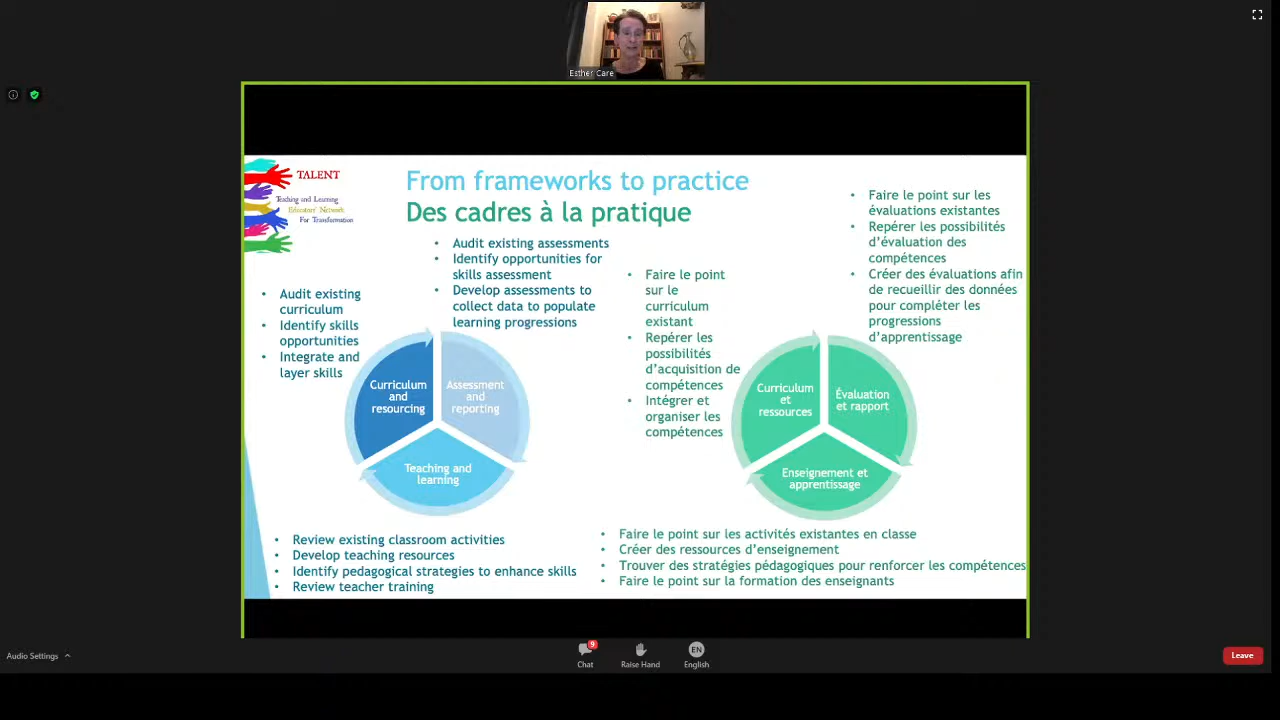 Esther Care
TALENT
Teaching and Learning
Educators' Network
For Transformation
From frameworks to practice
Des cadres à la pratique
• Audit existing curriculum
• Identify skills opportunities
• Integrate and layer skills
• Audit existing assessments
• Identify opportunities for
skills assessment
• Develop assessments to
collect data to populate
learning progressions
Curriculum
and
resourcing
Assessment
and
reporting
Teaching and
learning
• Review existing classroom activities
• Develop teaching resources
• Identify pedagogical strategies to enhance skills
• Review teacher training
• Faire le point
sur le
curriculum
existant
• Repérer les
possibilités
d'acquisition de
compétences
• Intégrer et
organiser les
compétences
• Faire le point sur les
évaluations existantes
• Repérer les possibilités
d'évaluation des
compétences
• Créer des évaluations afin
de recueillir des données
pour compléter les
progressions
d'apprentissage
Curriculum
et
ressources
Évaluation
et rapport
Enseignement et
apprentissage
• Faire le point sur les activités existantes en classe
• Créer des ressources d'enseignement
• Trouver des stratégies pédagogiques pour renforcer les compétences
• Faire le point sur la formation des enseignants
Audio Settings
9
Chat
Raise Hand
EN
English
Leave